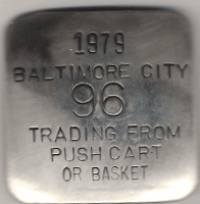 1979
BALTIMORE CITY
96
TRADING FROM
PUSH CART
OR BASKET